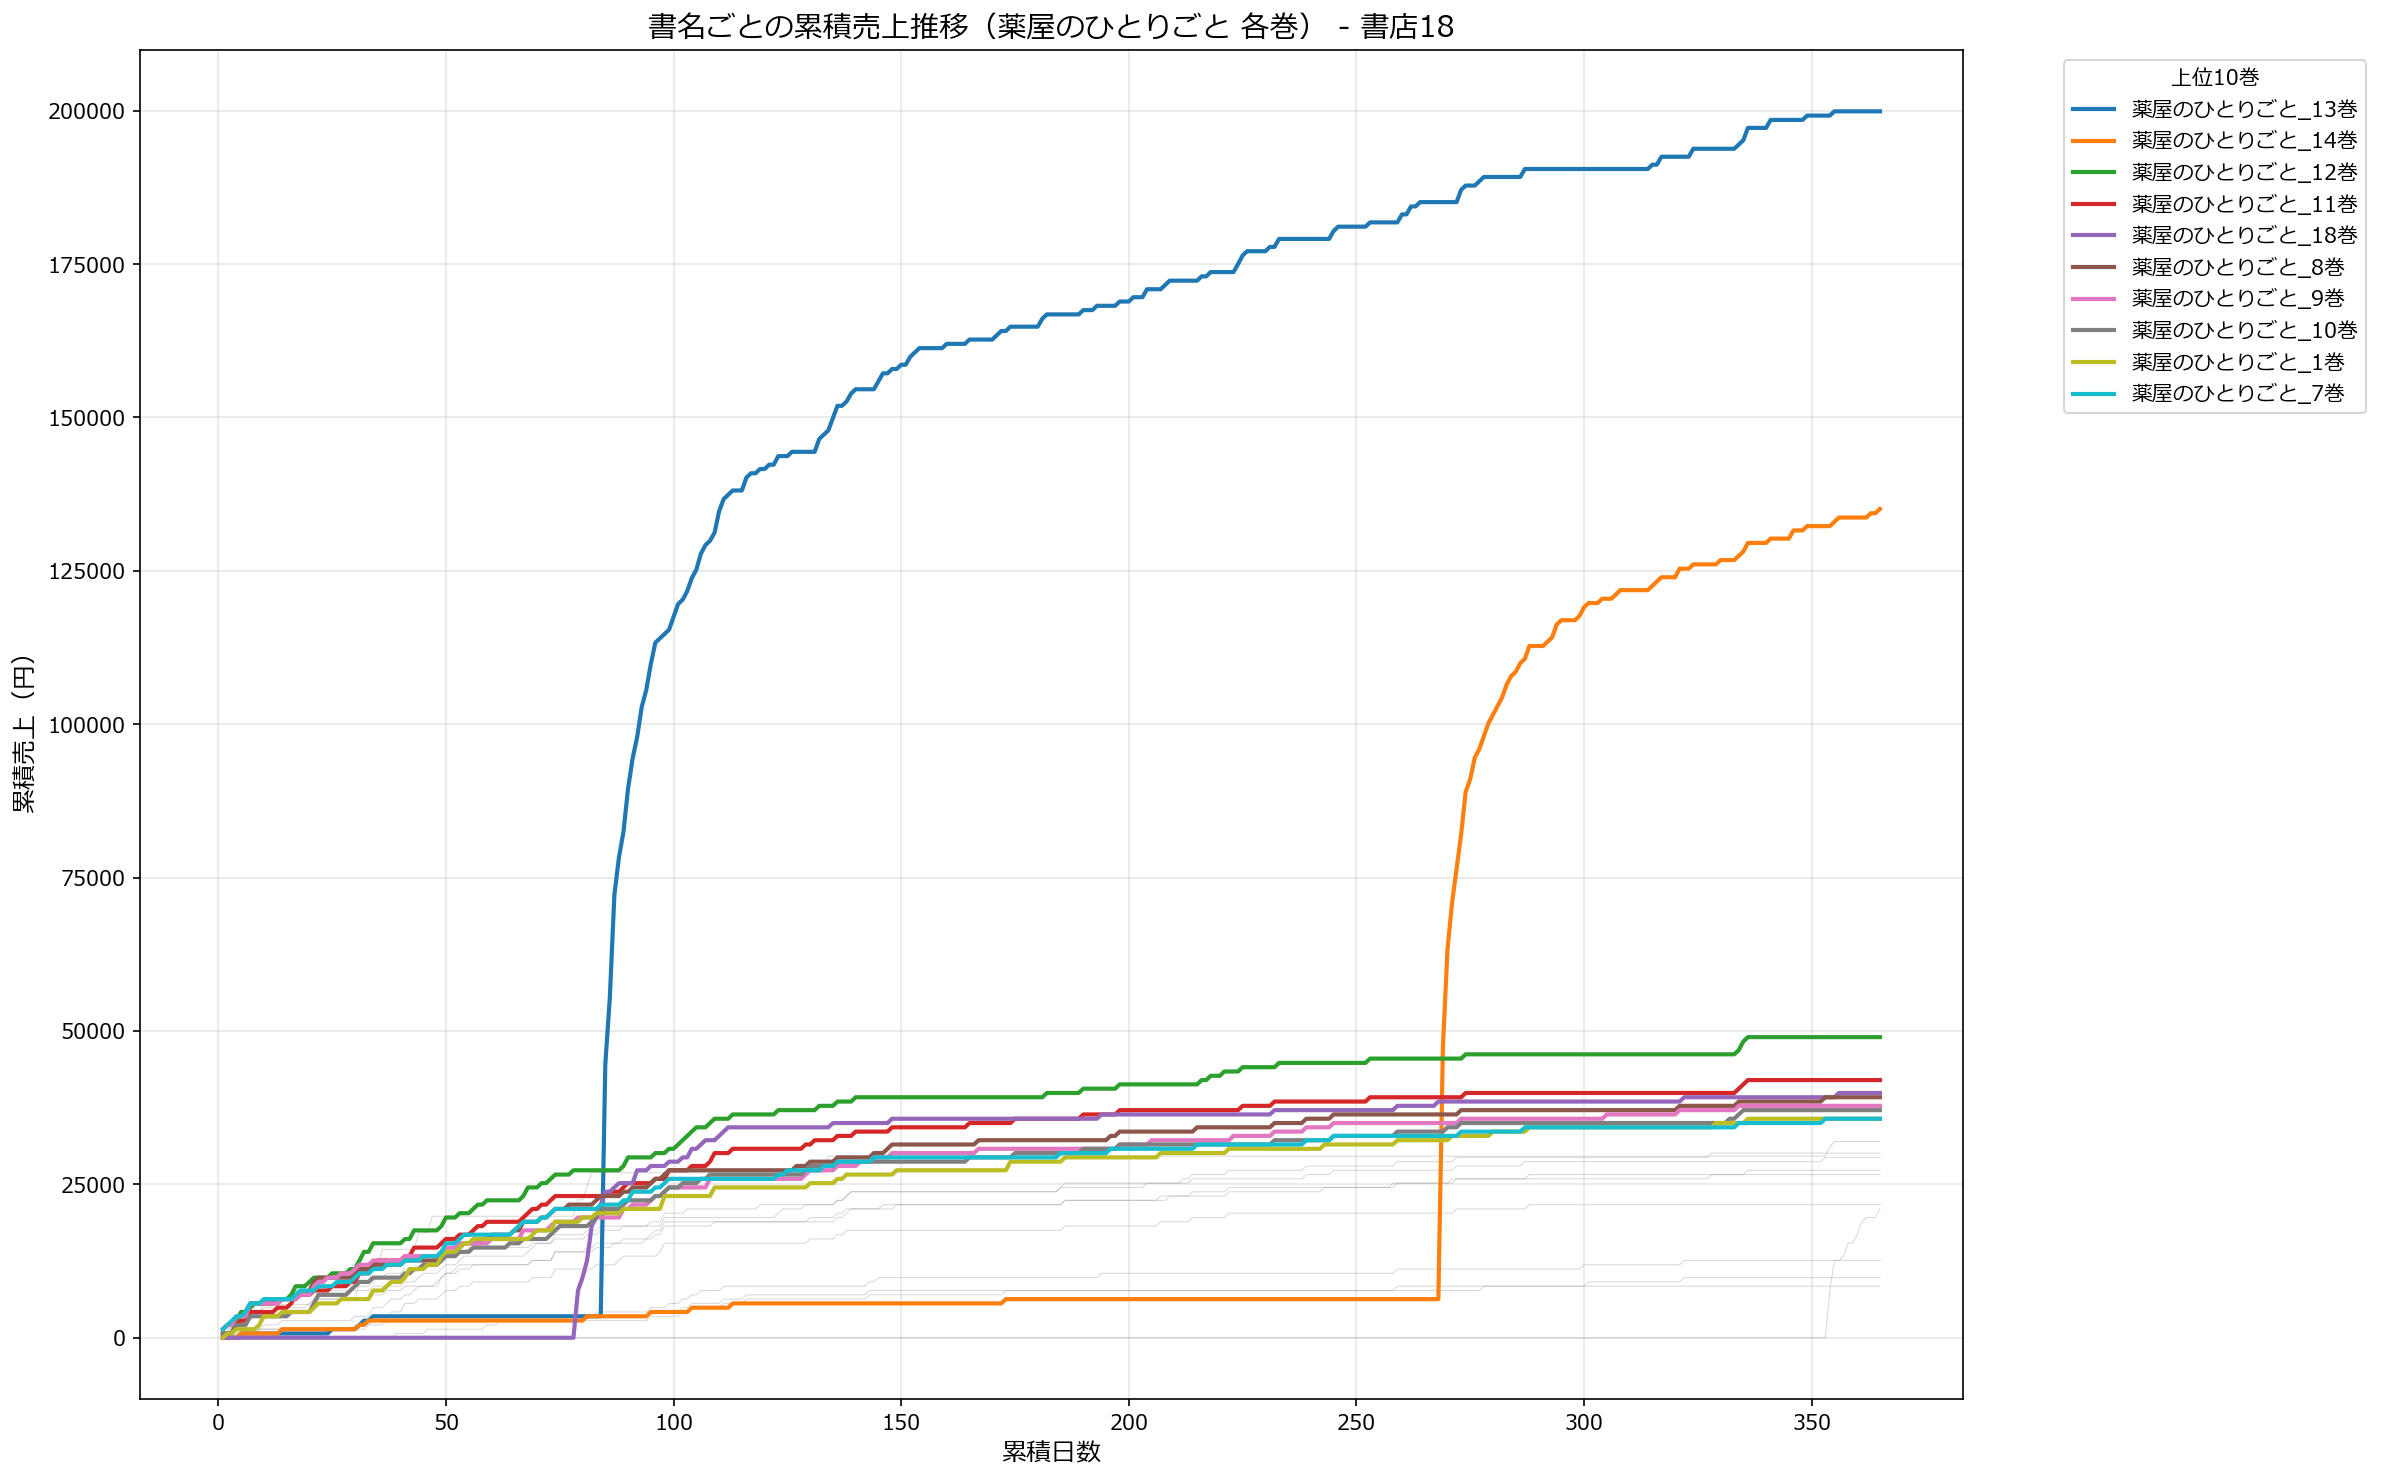 書名ごとの累積売上推移（薬屋のひとりごと 各巻） - 書店18
累積売上（円）
200000
175000
150000
125000
100000
75000
50000
25000
0
0 50 100 150 200 250 300 350
累積日数
上位10巻
薬屋のひとりごと_13巻
薬屋のひとりごと_14巻
薬屋のひとりごと_12巻
薬屋のひとりごと_11巻
薬屋のひとりごと_18巻
薬屋のひとりごと_8巻
薬屋のひとりごと_9巻
薬屋のひとりごと_10巻
薬屋のひとりごと_1巻
薬屋のひとりごと_7巻